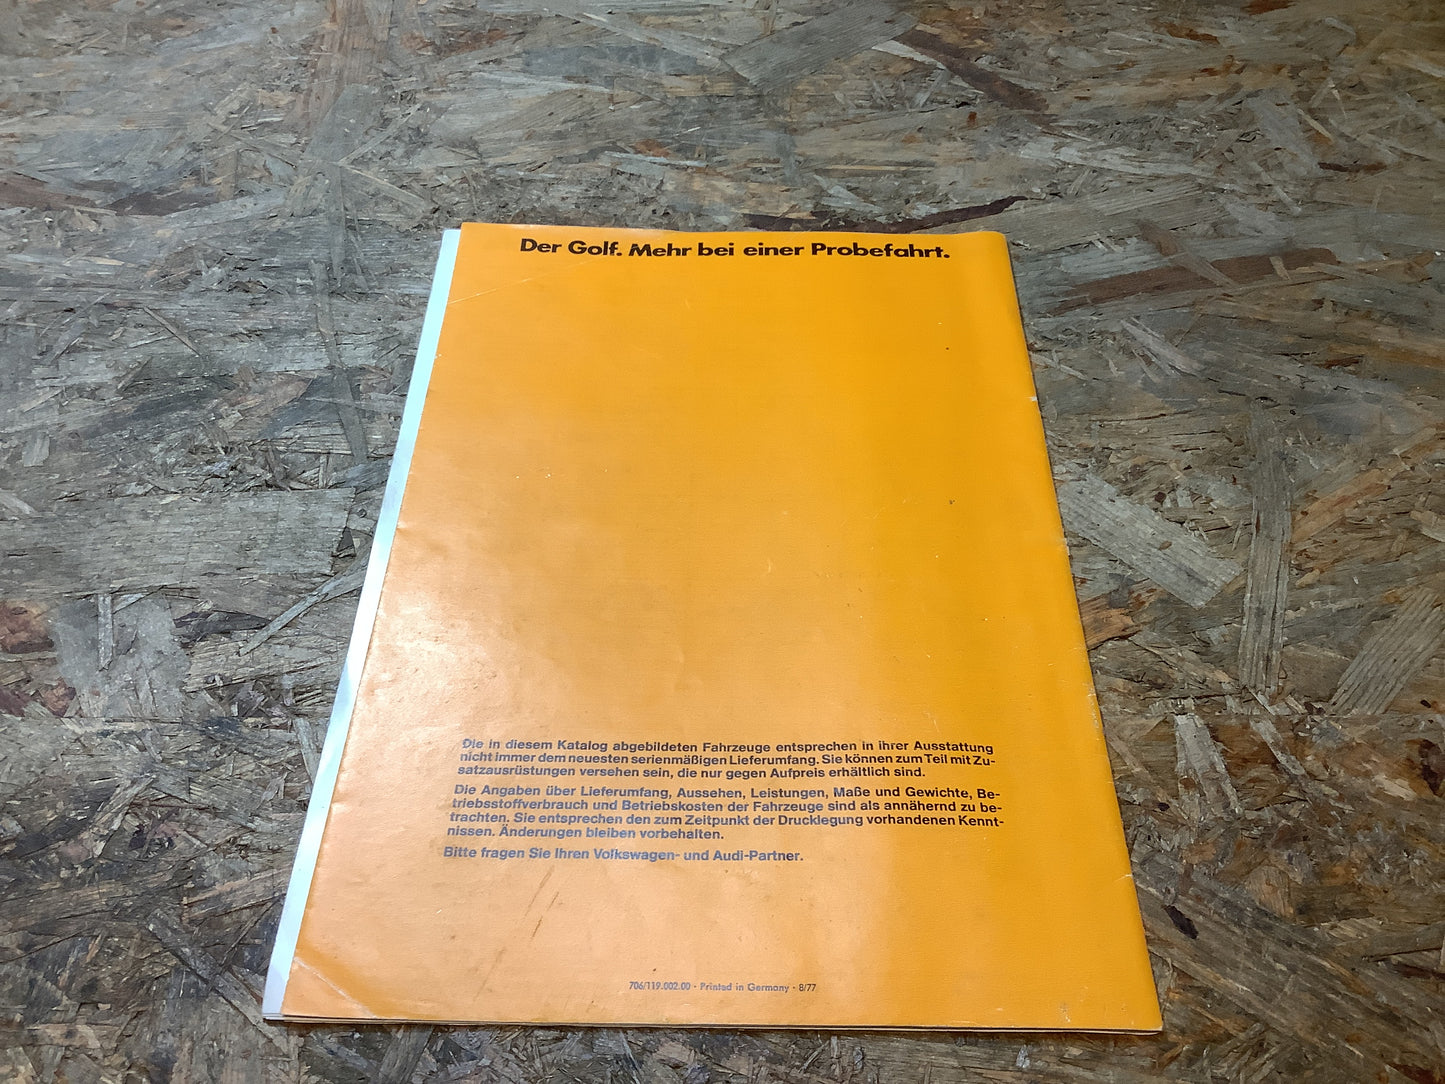 Der Golf. Mehr bei einer Probefahrt.
Die in diesem Katalog abgebildeten Fahrzeuge entsprechen in ihrer Ausstattung
nicht immer dem neuesten serienmäßigen Lieferumfang. Sie können zum Teil mit Zu-
satzausrüstungen versehen sein, die nur gegen Aufpreis erhältlich sind.
Die Angaben über Lieferumfang, Aussehen, Leistungen, Maße und Gewichte, Be-
triebsstoffverbrauch und Betriebskosten der Fahrzeuge sind als annähernd zu be-
trachten. Sie entsprechen den zum Zeitpunkt der Drucklegung vorhandenen Kennt-
nissen. Änderungen bleiben vorbehalten.
Bitte fragen Sie Ihren Volkswagen- und Audi-Partner.
706/119.002.00 · Printed in Germany · 8/77